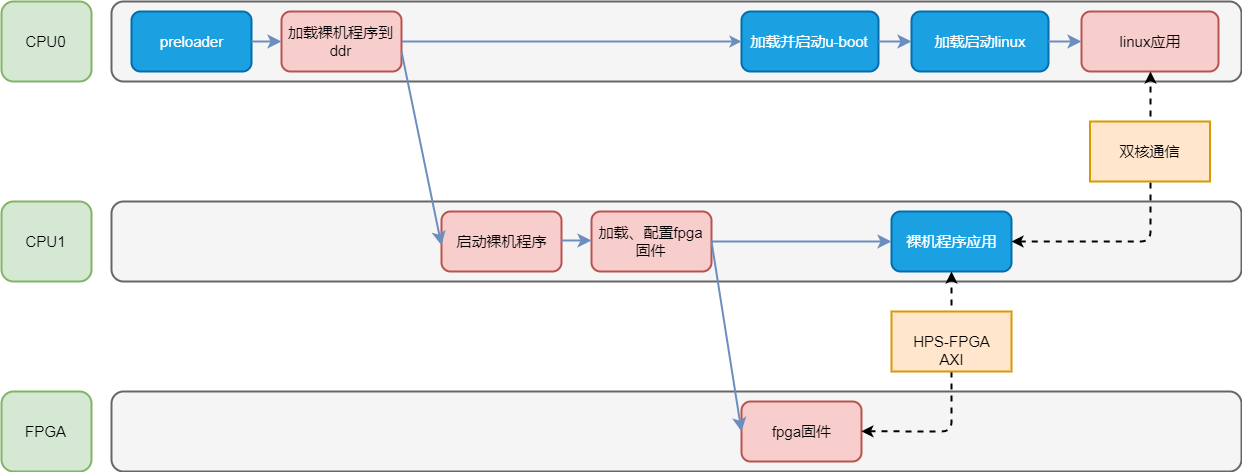 CPU0
preloader
加载裸机程序到
ddr
加载并启动u-boot
加载启动linux
linux应用
双核通信
CPU1
启动裸机程序
加载、配置fpga
固件
裸机程序应用
HPS-FPGA
AXI
FPGA
fpga固件